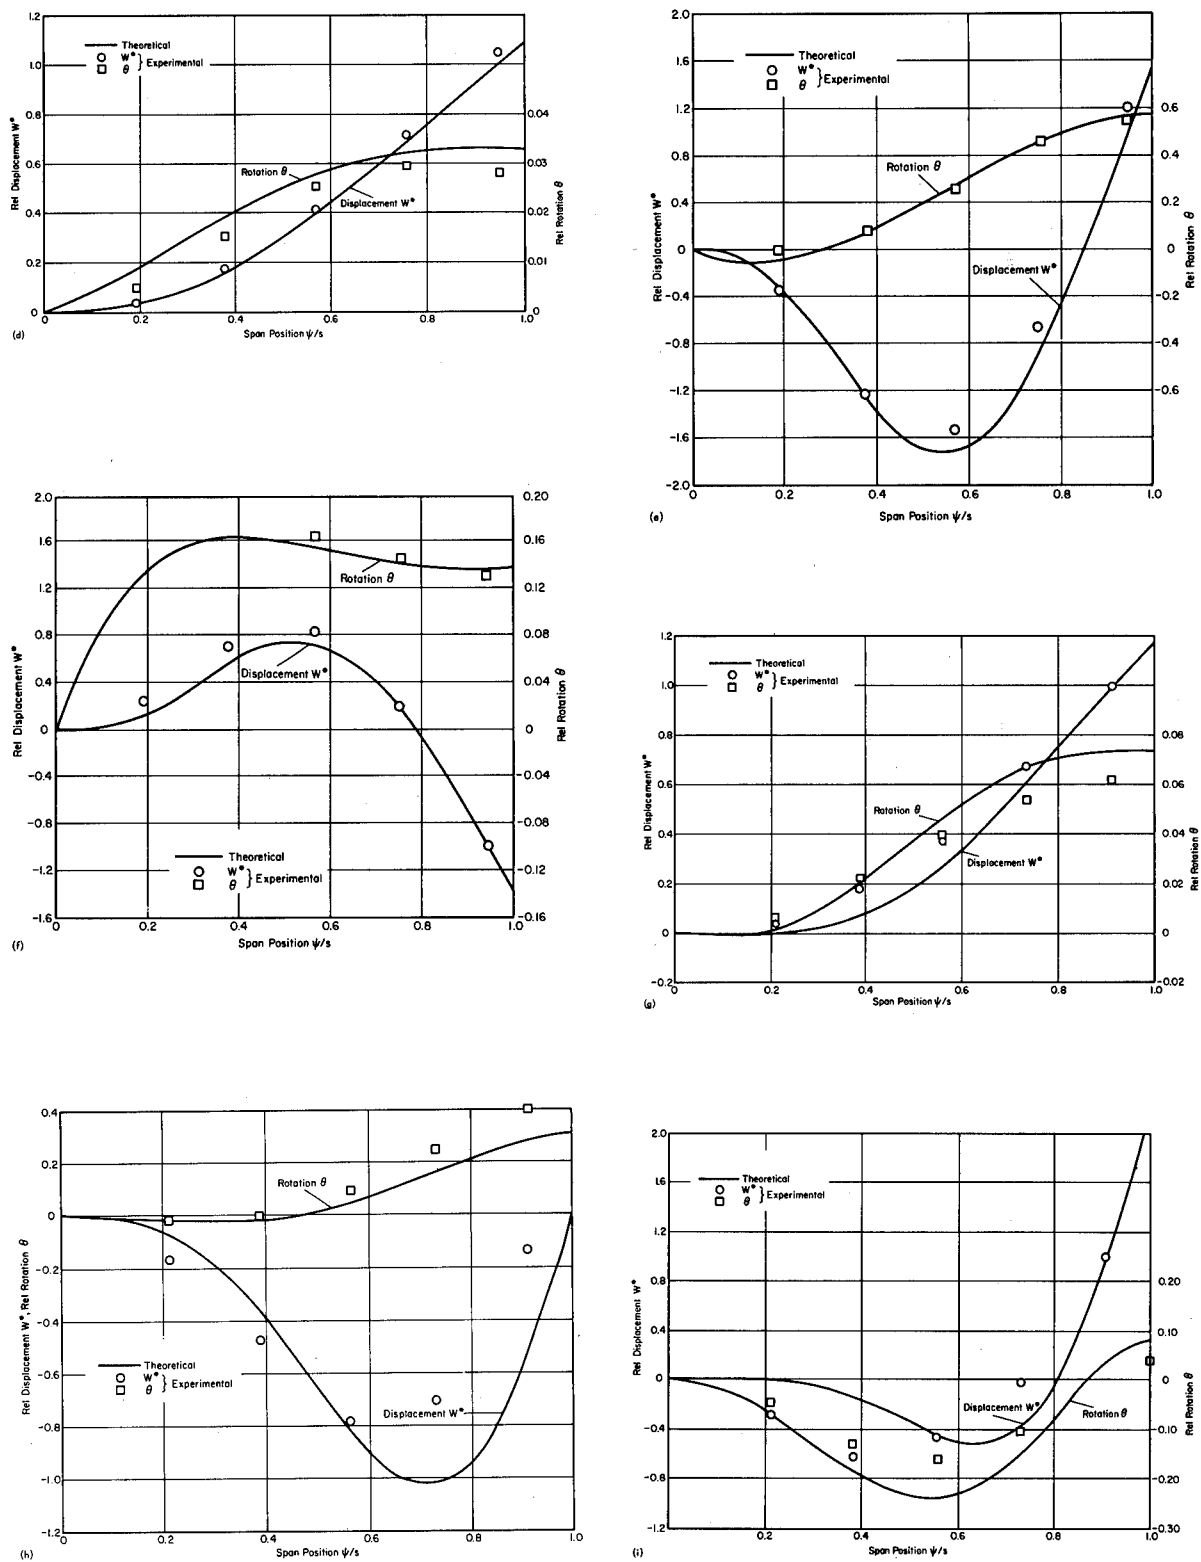 1.2
1.0
0.8
0.6
0.4
0.2
0
Rel Displacement W*
Theoretical
W*
θ
Experimental
Rotation θ
Displacement W*
0.04
0.03
0.02
0.01
0
Rel Rotation θ
0
0.2
0.4
0.6
0.8
1.0
Span Position ψ/s
(d)
2.0
1.6
1.2
0.8
0.4
0
-0.4
-0.8
-1.2
-1.6
-2.0
Rel Displacement W*
Theoretical
W*
θ
Experimental
Rotation θ
Displacement W*
0.6
0.4
0.2
0
-0.2
-0.4
-0.6
Rel Rotation θ
0
0.2
0.4
0.6
0.8
1.0
Span Position ψ/s
(e)
2.0
1.6
1.2
0.8
0.4
0
-0.4
-0.8
-1.2
-1.6
Rel Displacement W*
Rotation θ
Displacement W*
Theoretical
W*
θ
Experimental
0.20
0.16
0.12
0.08
0.04
0
-0.04
-0.08
-0.12
-0.16
Rel Rotation θ
0
0.2
0.4
0.6
0.8
1.0
Span Position ψ/s
(f)
1.2
1.0
0.8
0.6
0.4
0.2
0
-0.2
Rel Displacement W*
Theoretical
W*
θ
Experimental
Rotation θ
Displacement W*
0.08
0.06
0.04
0.02
0
-0.02
Rel Rotation θ
0
0.2
0.4
0.6
0.8
1.0
Span Position ψ/s
(g)
0.4
0.2
0
-0.2
-0.4
-0.6
-0.8
-1.0
-1.2
Rel Displacement W*, Rel Rotation θ
Rotation θ
Theoretical
W*
θ
Experimental
Displacement W*
0
0.2
0.4
0.6
0.8
1.0
Span Position ψ/s
(h)
2.0
1.6
1.2
0.8
0.4
0
-0.4
-0.8
-1.2
Rel Displacement W*
Theoretical
W*
θ
Experimental
Displacement W*
Rotation θ
0.20
0.10
0
-0.10
-0.20
-0.30
Rel Rotation θ
0
0.2
0.4
0.6
0.8
1.0
Span Position ψ/s
(i)